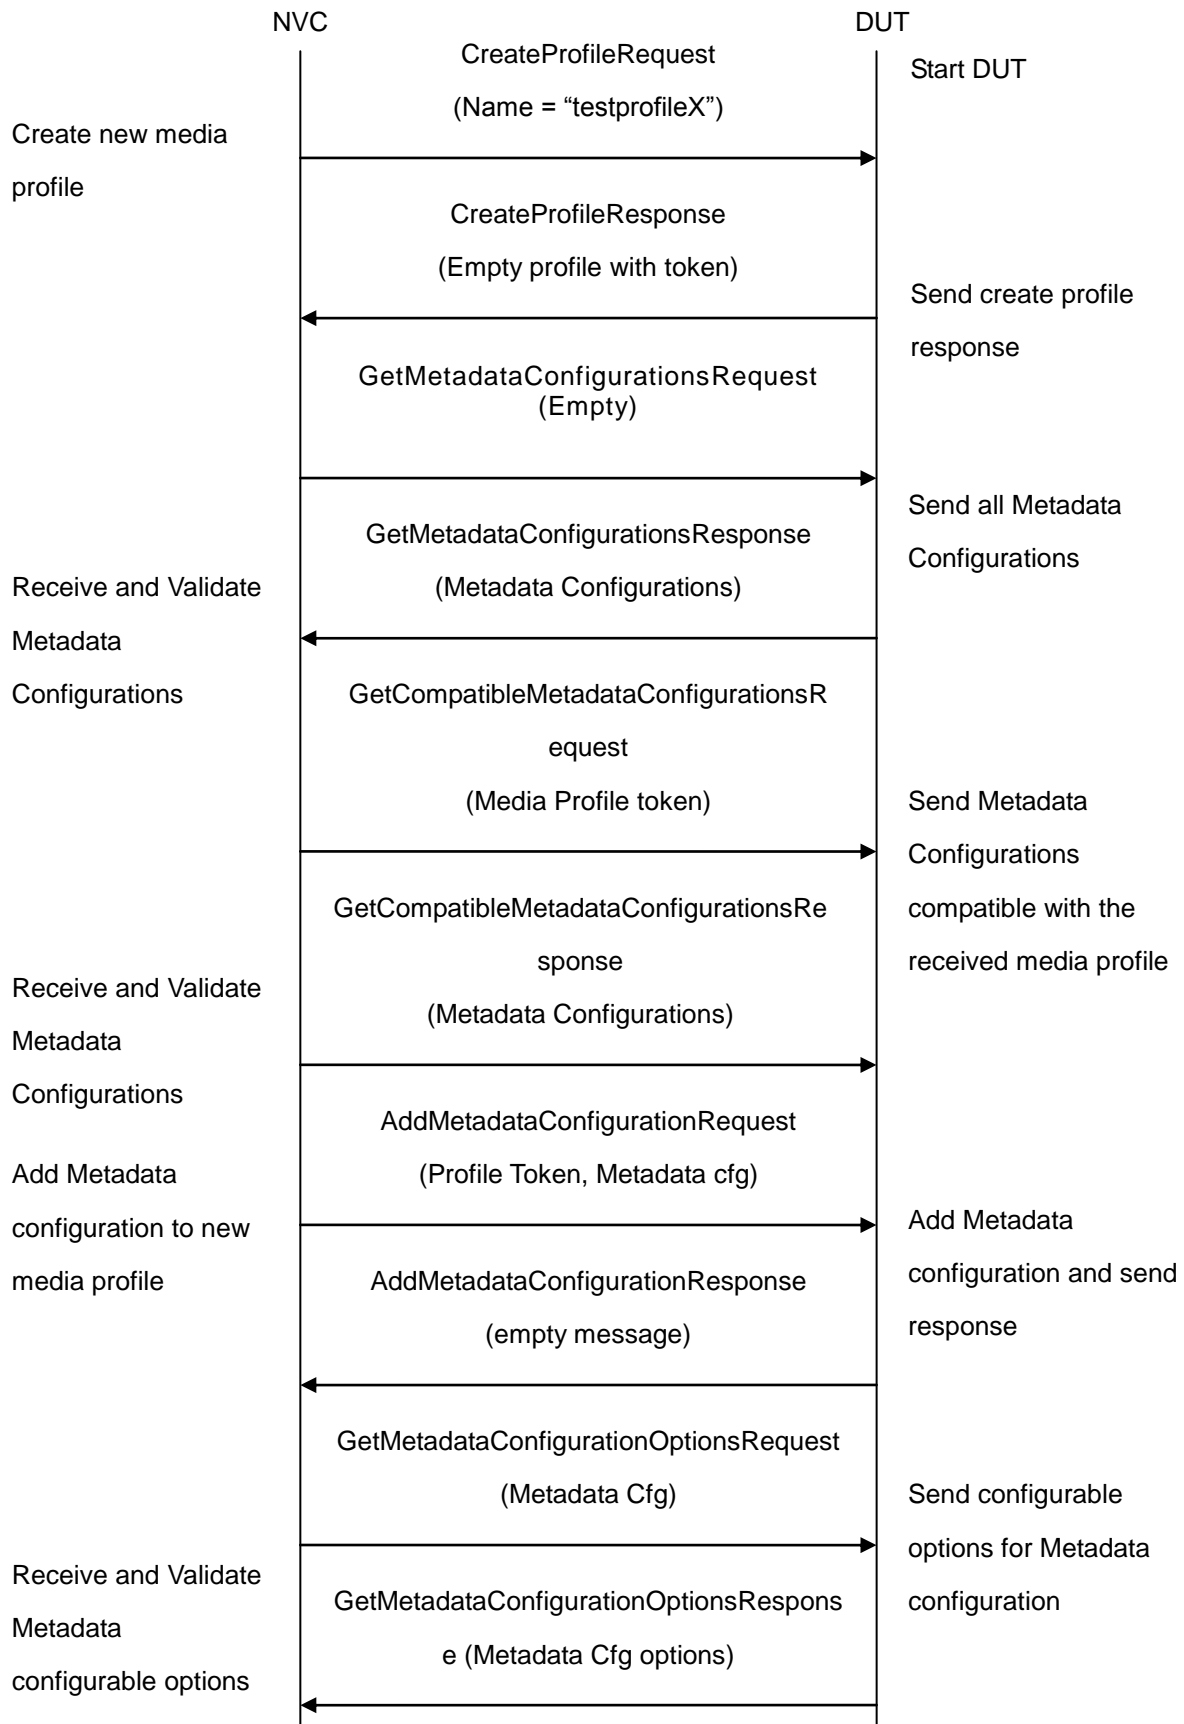 NVC
DUT
CreateProfileRequest
(Name = “testprofileX”)
Start DUT
Create new media
profile
CreateProfileResponse
(Empty profile with token)
Send create profile
response
GetMetadataConfigurationsRequest
(Empty)
Send all Metadata
Configurations
GetMetadataConfigurationsResponse
(Metadata Configurations)
Receive and Validate
Metadata
Configurations
GetCompatibleMetadataConfigurationsR
equest
(Media Profile token)
Send Metadata
Configurations
compatible with the
received media profile
GetCompatibleMetadataConfigurationsRe
sponse
(Metadata Configurations)
Receive and Validate
Metadata
Configurations
AddMetadataConfigurationRequest
(Profile Token, Metadata cfg)
Add Metadata
configuration to new
media profile
Add Metadata
configuration and send
response
AddMetadataConfigurationResponse
(empty message)
GetMetadataConfigurationOptionsRequest
(Metadata Cfg)
Send configurable
options for Metadata
configuration
Receive and Validate
Metadata
configurable options
GetMetadataConfigurationOptionsRespons
e (Metadata Cfg options)